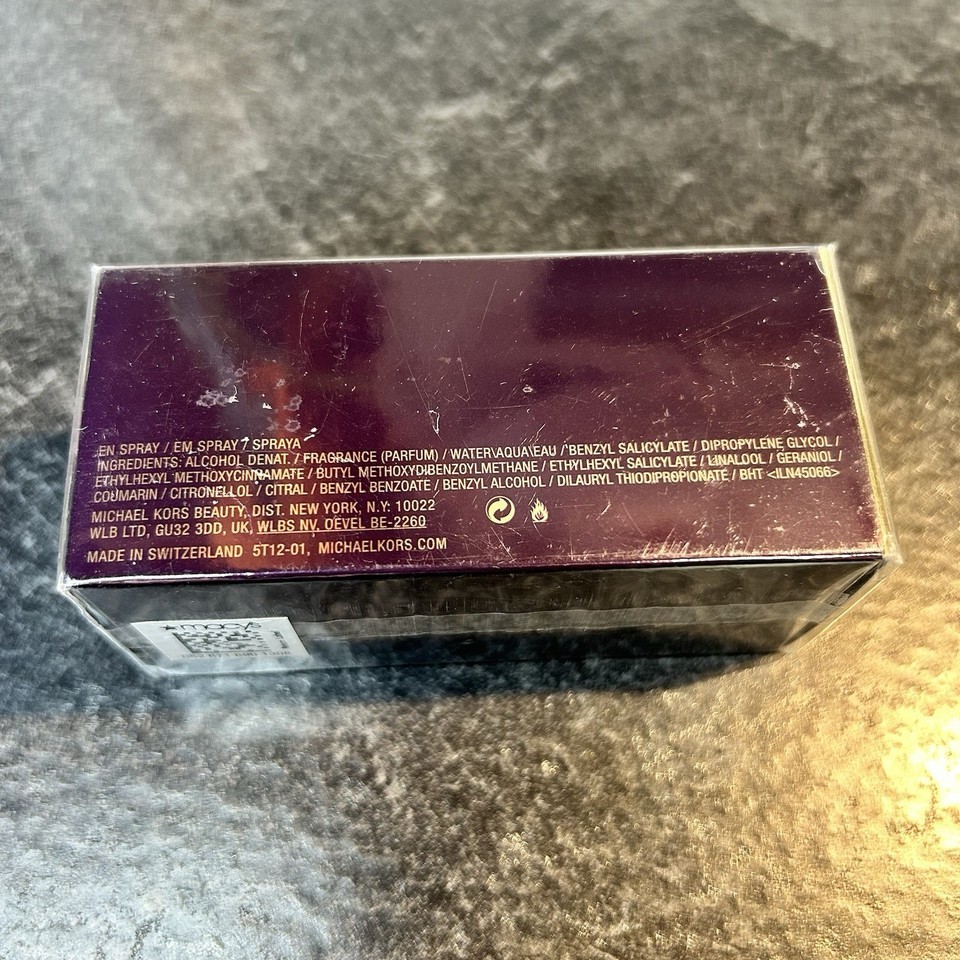 EN SPRAY / EM SPRAY / SPRAYA
INGREDIENTS: ALCOHOL DENAT. / FRAGRANCE (PARFUM) / WATER\AQUA\EAU / BENZYL SALICYLATE / DIPROPYLENE GLYCOL /
ETHYLHEXYL METHOXYCINNAMATE / BUTYL METHOXYDIBENZOYLMETHANE / ETHYLHEXYL SALICYLATE / LINALOOL / GERANIOL /
COUMARIN / CITRONELLOL / CITRAL / BENZYL BENZOATE / BENZYL ALCOHOL / DILAURYL THIODIPROPIONATE / BHT <ILN45066>
MICHAEL KORS BEAUTY, DIST. NEW YORK, N.Y. 10022
WLB LTD, GU32 3DD, UK, WLBS NV, OEVEL BE-2260
MADE IN SWITZERLAND 5T12-01, MICHAELKORS.COM
macys